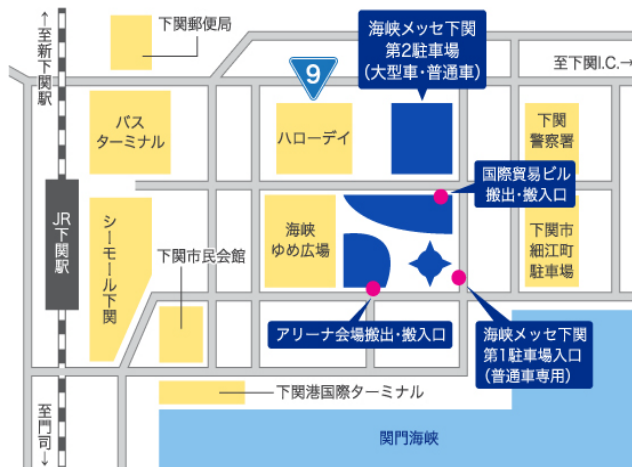 ←至新下関駅
下関郵便局
海峡メッセ下関
第2駐車場
（大型車・普通車）
至下関I.C.→
9
バス
ターミナル
ハローデイ
下関
警察署
国際貿易ビル
搬出・搬入口
JR下関駅
シーモール下関
下関市民会館
海峡
ゆめ広場
下関市
細江町
駐車場
アリーナ会場搬出・搬入口
海峡メッセ下関
第1駐車場入口
（普通車専用）
下関港国際ターミナル
至門司→
関門海峡